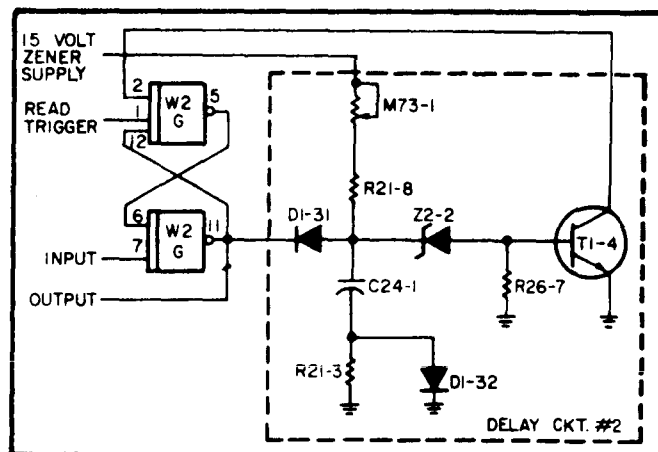 15 VOLT
ZENER
SUPPLY
2
W2
G
5
M73-1
READ
TRIGGER
1
12
R21-8
6
W2
G
11
D1-31
Z2-2
T1-4
INPUT
7
C24-1
R26-7
OUTPUT
R21-3
D1-32
DELAY CKT. #2